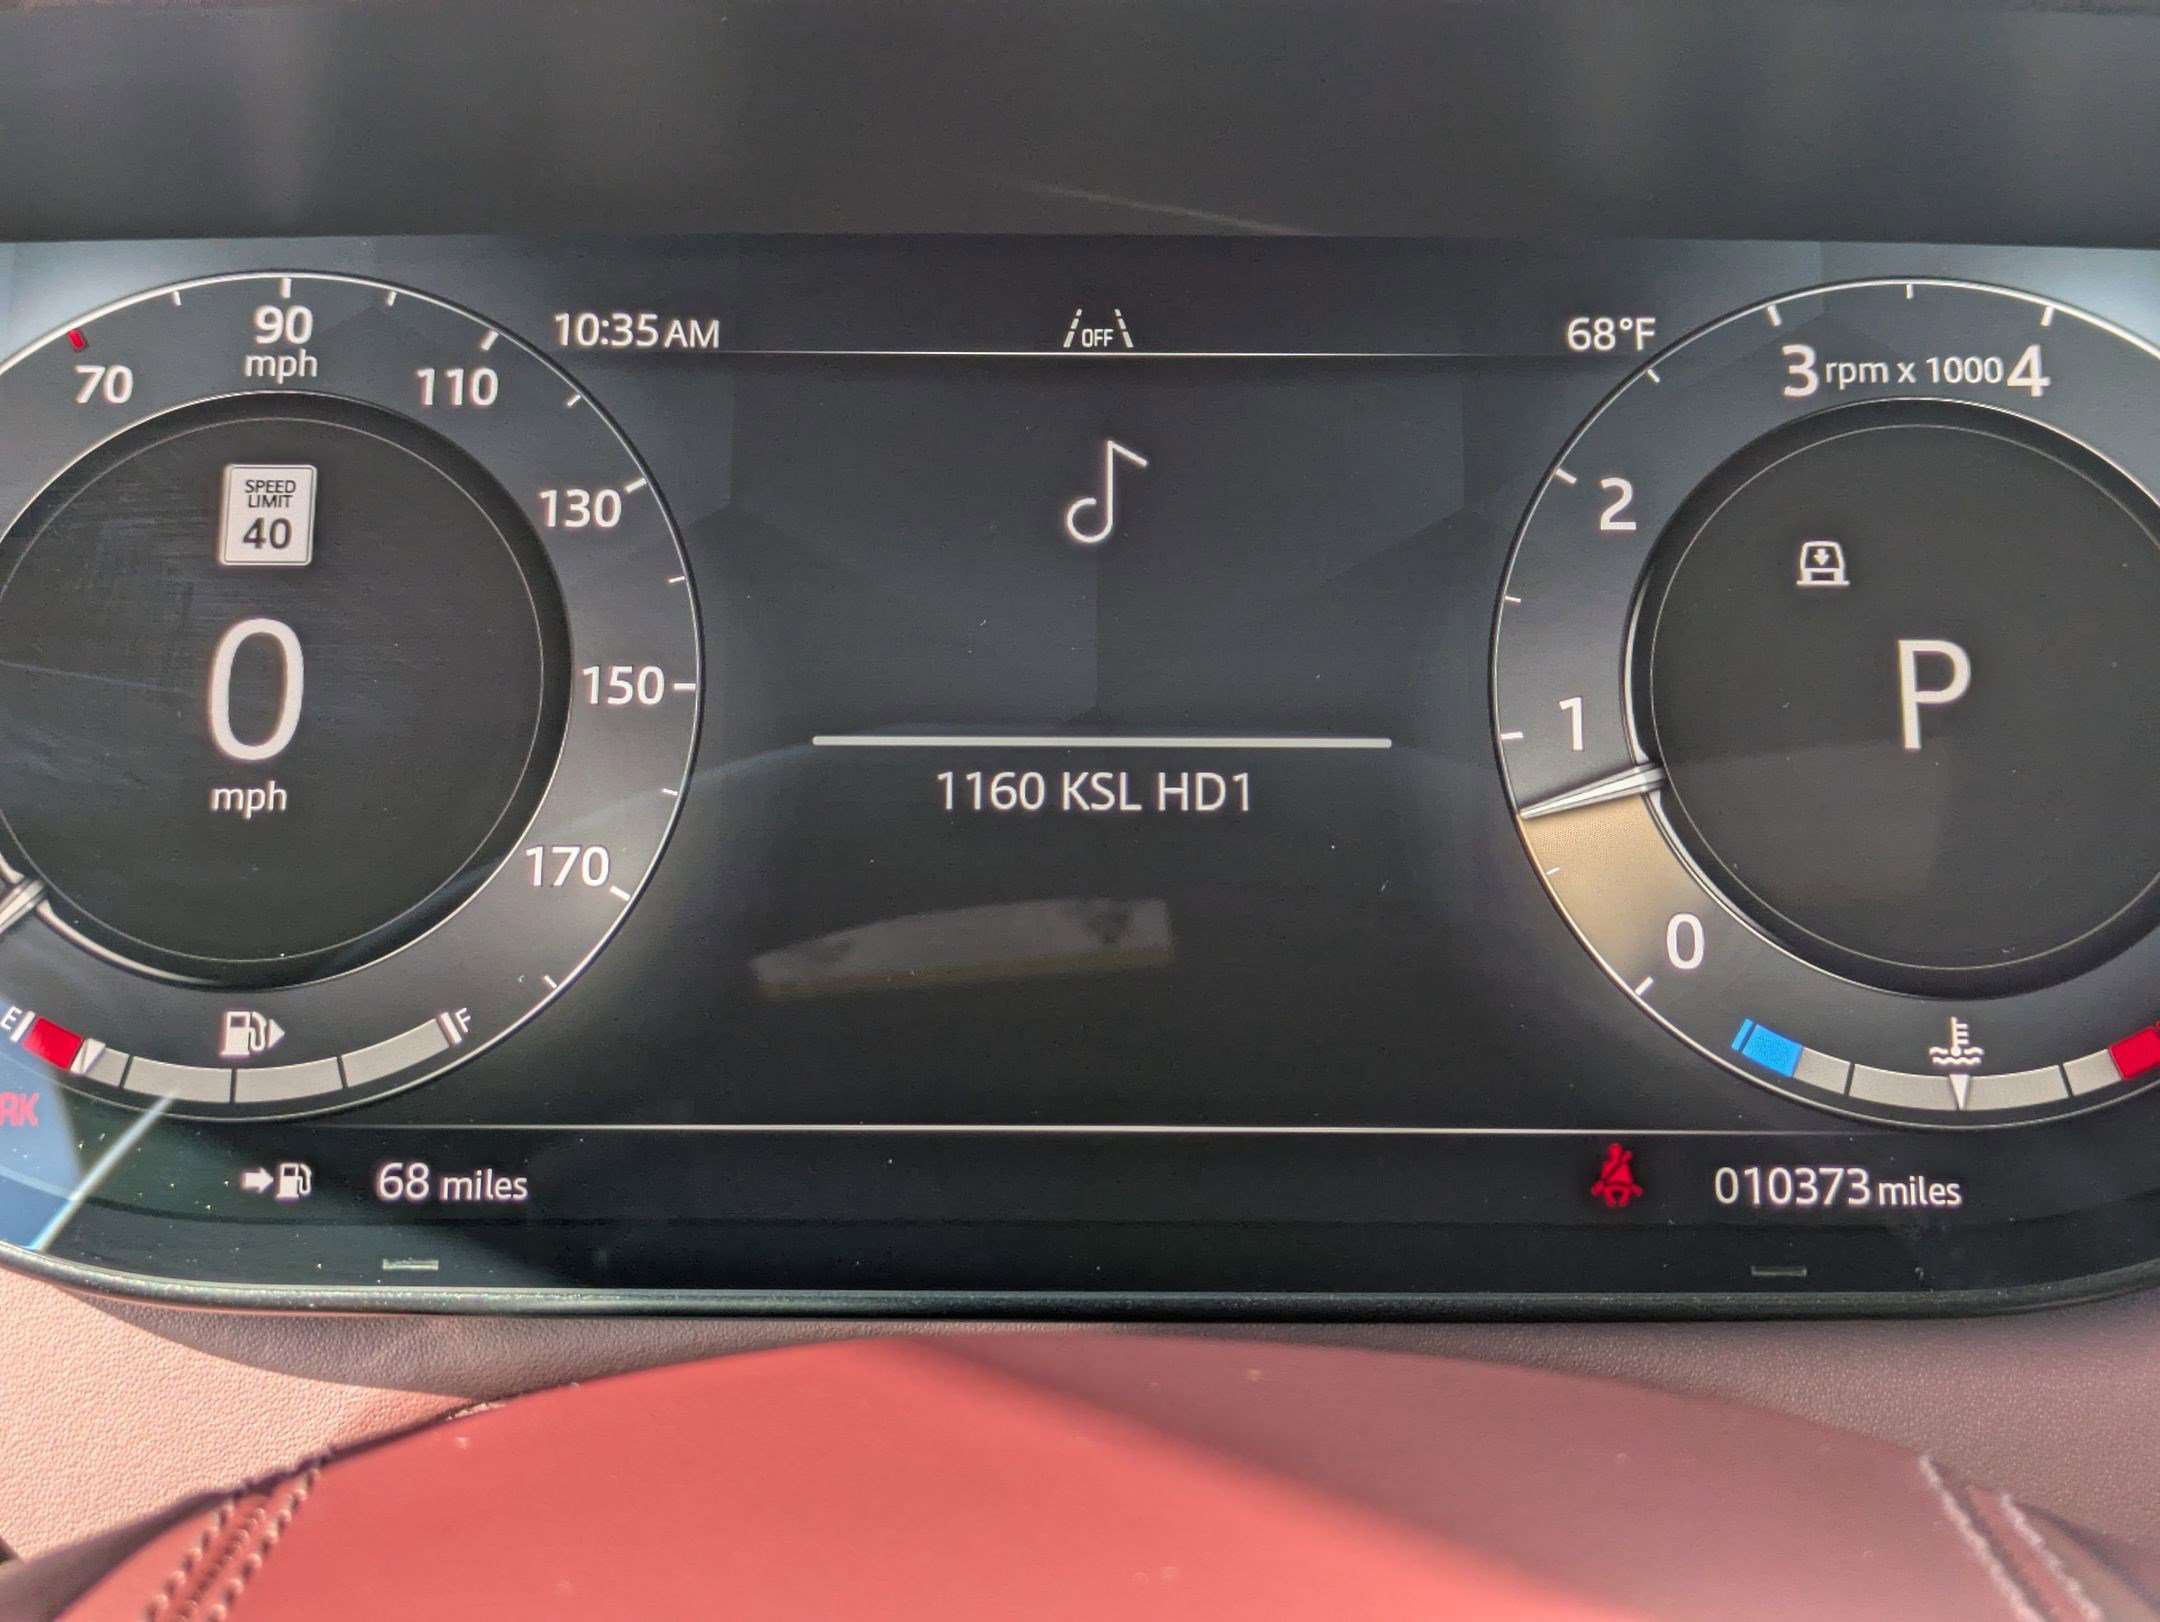 10:35 AM
OFF
68°F
70
90
mph
110
130
150
170
SPEED
LIMIT
40
0
mph
1160 KSL HD1
3 rpm x 1000 4
2
1
0
P
E
F
RK
68 miles
010373 miles